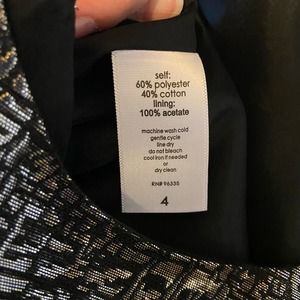 self:
60% polyester
40% cotton
lining:
100% acetate
machine wash cold
gentle cycle
line dry
do not bleach
cool iron if needed
or
dry clean
RN# 96335
4